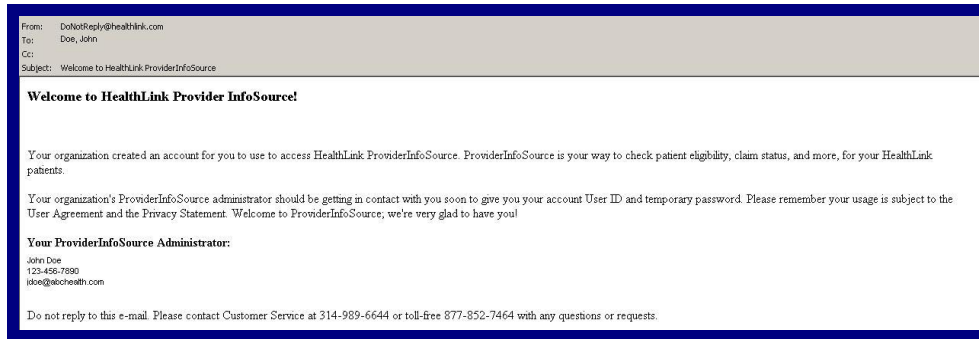 From: DoNotReply@healthlink.com
To: Doe, John
Cc:
Subject: Welcome to HealthLink ProviderInfoSource
Welcome to HealthLink Provider InfoSource!
Your organization created an account for you to use to access HealthLink ProviderInfoSource. ProviderInfoSource is your way to check patient eligibility, claim status, and more, for your HealthLink
patients.
Your organization's ProviderInfoSource administrator should be getting in contact with you soon to give you your account User ID and temporary password. Please remember your usage is subject to the
User Agreement and the Privacy Statement. Welcome to ProviderInfoSource; we're very glad to have you!
Your ProviderInfoSource Administrator:
John Doe
123-456-7890
jdoe@abchealth.com
Do not reply to this e-mail. Please contact Customer Service at 314-989-6644 or toll-free 877-852-7464 with any questions or requests.